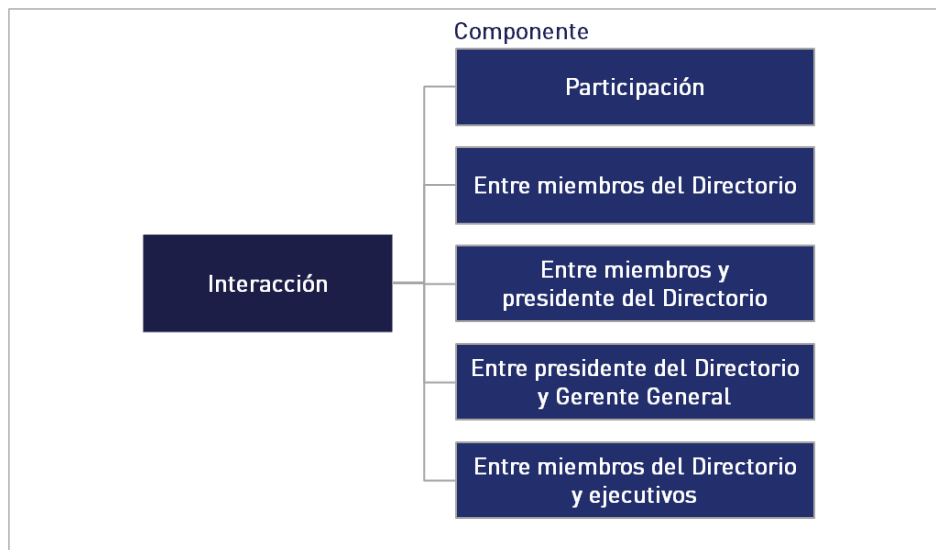 Componente
Participación
Entre miembros del Directorio
Interacción
Entre miembros y
presidente del Directorio
Entre presidente del Directorio
y Gerente General
Entre miembros del Directorio
y ejecutivos